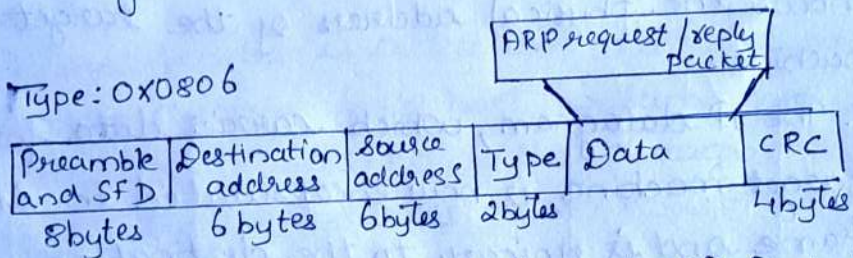 ARP request/reply
packet
Type: 0X0806
Preamble and SFD
Destination address
Source address
Type
Data
CRC
8bytes
6 bytes
6bytes
2bytes
4bytes